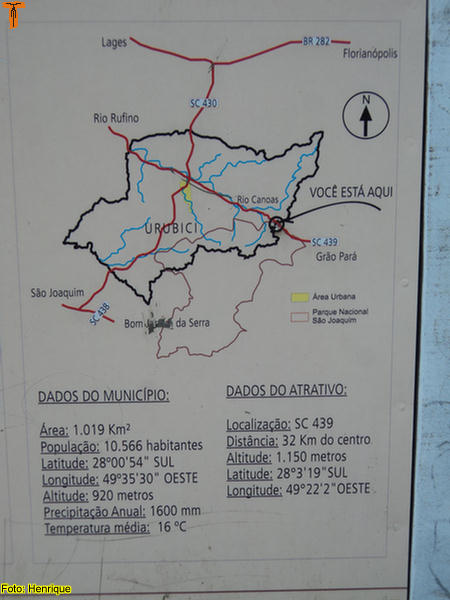 Lages
BR 282
Florianópolis
SC 430
Rio Rufino
N
Rio Canoas
VOCÊ ESTÁ AQUI
URUBICI
SC 439
Grão Pará
São Joaquim
SC 438
Bom da Serra
Área Urbana
Parque Nacional
São Joaquim
DADOS DO MUNICÍPIO:
Área: 1.019 Km²
População: 10.566 habitantes
Latitude: 28°00'54" SUL
Longitude: 49°35'30" OESTE
Altitude: 920 metros
Precipitação Anual: 1600 mm
Temperatura média: 16 ºC
DADOS DO ATRATIVO:
Localização: SC 439
Distância: 32 Km do centro
Altitude: 1.150 metros
Latitude: 28°3'19"SUL
Longitude: 49°22'2"OESTE
Foto: Henrique